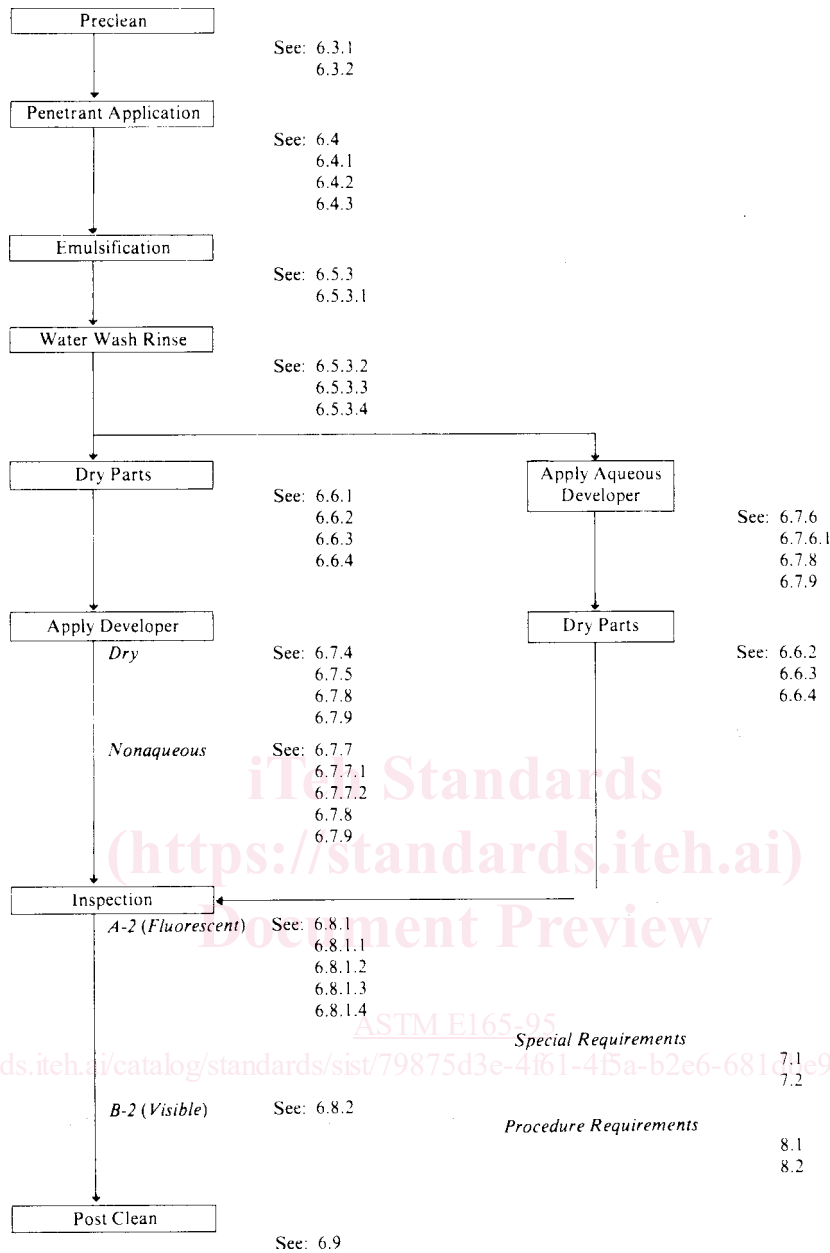 Preclean
See: 6.3.1
6.3.2
Penetrant Application
See: 6.4
6.4.1
6.4.2
6.4.3
Emulsification
See: 6.5.3
6.5.3.1
Water Wash Rinse
See: 6.5.3.2
6.5.3.3
6.5.3.4
Dry Parts
See: 6.6.1
6.6.2
6.6.3
6.6.4
Apply Aqueous
Developer
See: 6.7.6
6.7.6.1
6.7.8
6.7.9
Apply Developer
Dry
See: 6.7.4
6.7.5
6.7.8
6.7.9
Dry Parts
See: 6.6.2
6.6.3
6.6.4
Nonaqueous
See: 6.7.7
6.7.7.1
6.7.7.2
6.7.8
6.7.9
iTeh Standards
(https://standards.iteh.ai)
Document Preview
Inspection
A-2 (Fluorescent)
See: 6.8.1
6.8.1.1
6.8.1.2
6.8.1.3
6.8.1.4
ASTM E165-95
Special Requirements
7.1
7.2
B-2 (Visible)
See: 6.8.2
Procedure Requirements
8.1
8.2
Post Clean
See: 6.9